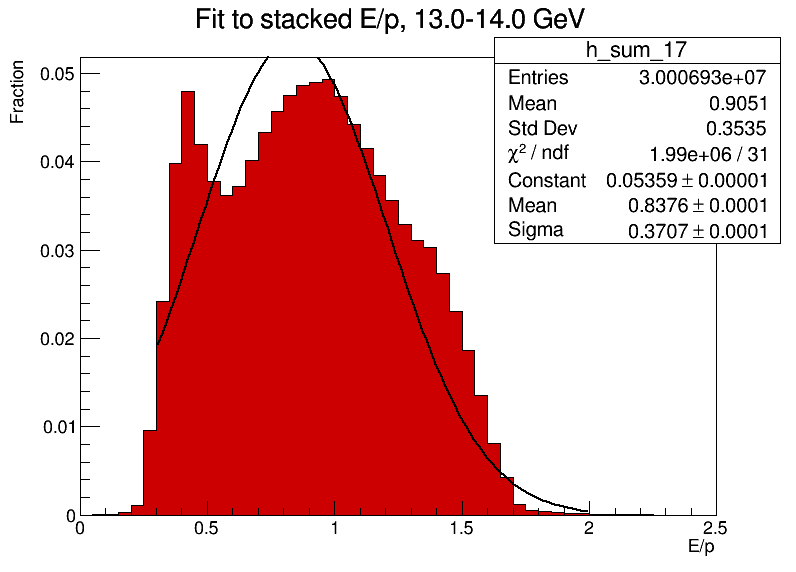 Fit to stacked E/p, 13.0-14.0 GeV
h_sum_17
Entries 3.000693e+07
Mean 0.9051
Std Dev 0.3535
χ² / ndf 1.99e+06 / 31
Constant 0.05359 ± 0.00001
Mean 0.8376 ± 0.0001
Sigma 0.3707 ± 0.0001
Fraction
0.05
0.04
0.03
0.02
0.01
0
0 0.5 1 1.5 2 2.5
E/p